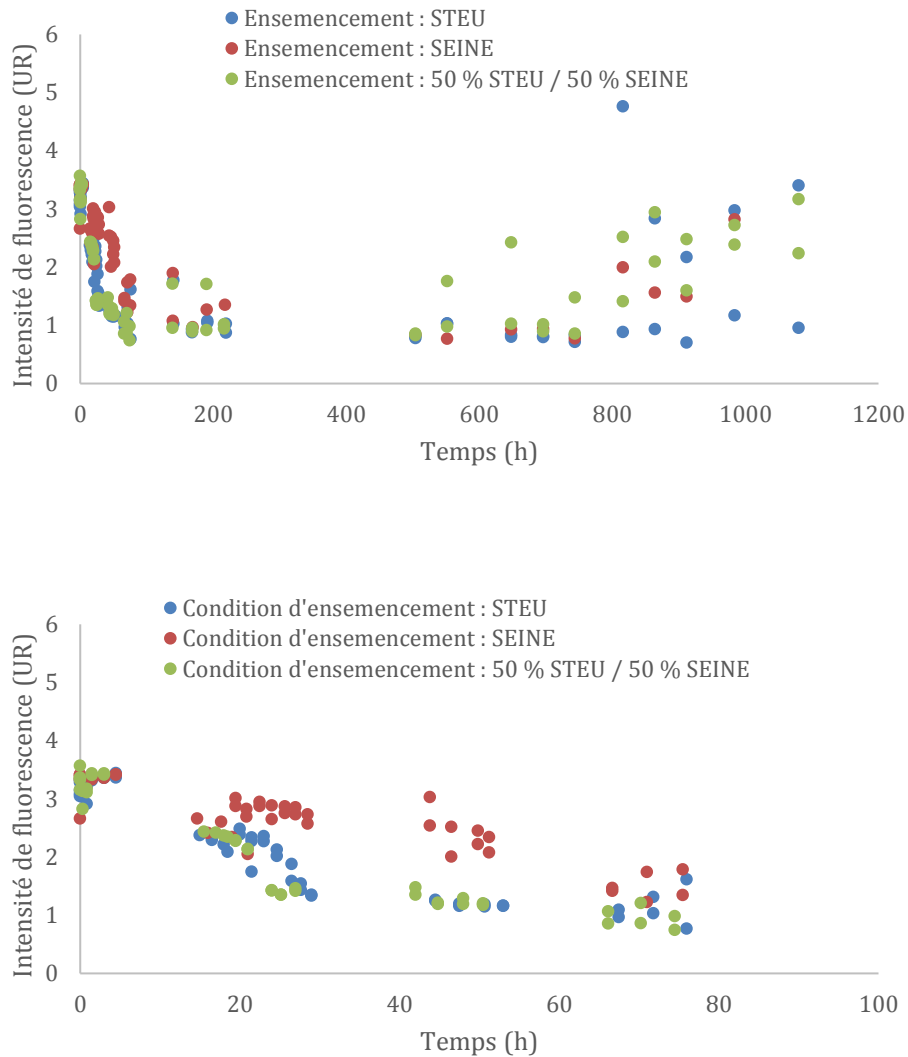 Ensemencement : STEU
Ensemencement : SEINE
Ensemencement : 50 % STEU / 50 % SEINE
Intensité de fluorescence (UR)
6
5
4
3
2
1
0
0 200 400 600 800 1000 1200
Temps (h)
Condition d'ensemencement : STEU
Condition d'ensemencement : SEINE
Condition d'ensemencement : 50 % STEU / 50 % SEINE
Intensité de fluorescence (UR)
6
5
4
3
2
1
0
0 20 40 60 80 100
Temps (h)